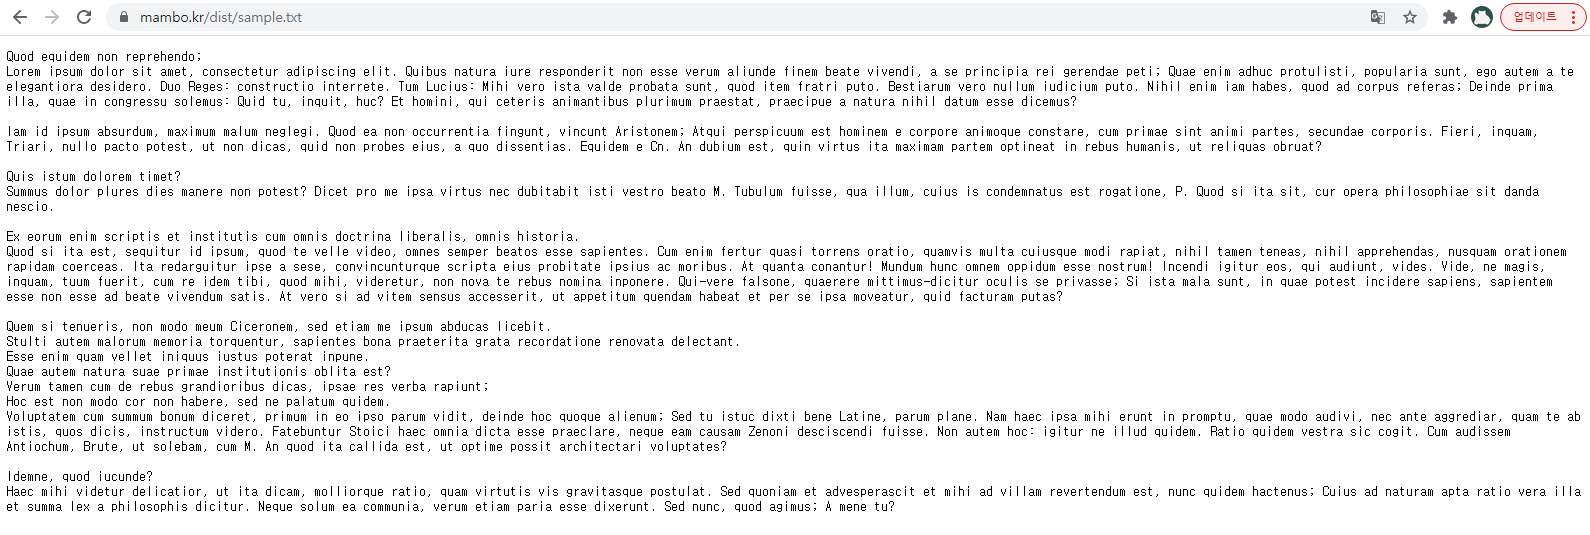 mambo.kr/dist/sample.txt
업데이트
Quod equidem non reprehendo;
Lorem ipsum dolor sit amet, consectetur adipiscing elit. Quibus natura iure responderit non esse verum aliunde finem beate vivendi, a se principia rei gerendae peti; Quae enim adhuc protulisti, popularia sunt, ego autem a te
elegantiora desidero. Duo Reges: constructio interrete. Tum Lucius: Mihi vero ista valde probata sunt, quod item fratri puto. Bestiarum vero nullum iudicium puto. Nihil enim iam habes, quod ad corpus referas; Deinde prima
illa, quae in congressu solemus: Quid tu, inquit, huc? Et homini, qui ceteris animantibus plurimum praestat, praecipue a natura nihil datum esse dicemus?
Iam id ipsum absurdum, maximum malum neglegi. Quod ea non occurrentia fingunt, vincunt Aristonem; Atqui perspicuum est hominem e corpore animoque constare, cum primae sint animi partes, secundae corporis. Fieri, inquam,
Triari, nullo pacto potest, ut non dicas, quid non probes eius, a quo dissentias. Equidem e Cn. An dubium est, quin virtus ita maximam partem optineat in rebus humanis, ut reliquas obruat?
Quis istum dolorem timet?
Summus dolor plures dies manere non potest? Dicet pro me ipsa virtus nec dubitabit isti vestro beato M. Tubulum fuisse, qua illum, cuius is condemnatus est rogatione, P. Quod si ita sit, cur opera philosophiae sit danda
nescio.
Ex eorum enim scriptis et institutis cum omnis doctrina liberalis, omnis historia.
Quod si ita est, sequitur id ipsum, quod te velle video, omnes semper beatos esse sapientes. Cum enim fertur quasi torrens oratio, quamvis multa cuiusque modi rapiat, nihil tamen teneas, nihil apprehendas, nusquam orationem
rapidam coerceas. Ita redarguitur ipse a sese, convincunturque scripta eius probitate ipsius ac moribus. At quanta conantur! Mundum hunc omnem oppidum esse nostrum! Incendi igitur eos, qui audiunt, vides. Vide, ne magis,
inquam, tuum fuerit, cum re idem tibi, quod mihi, videretur, non nova te rebus nomina inponere. Qui-vere falsone, quaerere mittimus-dicitur oculis se privasse; Si ista mala sunt, in quae potest incidere sapiens, sapientem
esse non esse ad beate vivendum satis. At vero si ad vitem sensus accesserit, ut appetitum quendam habeat et per se ipsa moveatur, quid facturam putas?
Quem si tenueris, non modo meum Ciceronem, sed etiam me ipsum abducas licebit.
Stulti autem malorum memoria torquentur, sapientes bona praeterita grata recordatione renovata delectant.
Esse enim quam vellet iniquus iustus poterat inpune.
Quae autem natura suae primae institutionis oblita est?
Verum tamen cum de rebus grandioribus dicas, ipsae res verba rapiunt;
Hoc est non modo cor non habere, sed ne palatum quidem.
Voluptatem cum summum bonum diceret, primum in eo ipso parum vidit, deinde hoc quoque alienum; Sed tu istuc dixti bene Latine, parum plane. Nam haec ipsa mihi erunt in promptu, quae modo audivi, nec ante aggrediar, quam te ab
istis, quos dicis, instructum videro. Fatebuntur Stoici haec omnia dicta esse praeclare, neque eam causam Zenoni desciscendi fuisse. Non autem hoc: igitur ne illud quidem. Ratio quidem vestra sic cogit. Cum audissem
Antiochum, Brute, ut solebam, cum M. An quod ita callida est, ut optime possit architectari voluptates?
Idemne, quod iucunde?
Haec mihi videtur delicatior, ut ita dicam, molliorque ratio, quam virtutis vis gravitasque postulat. Sed quoniam et advesperascit et mihi ad villam revertendum est, nunc quidem hactenus; Cuius ad naturam apta ratio vera illa
et summa lex a philosophis dicitur. Neque solum ea communia, verum etiam paria esse dixerunt. Sed nunc, quod agimus; A mene tu?